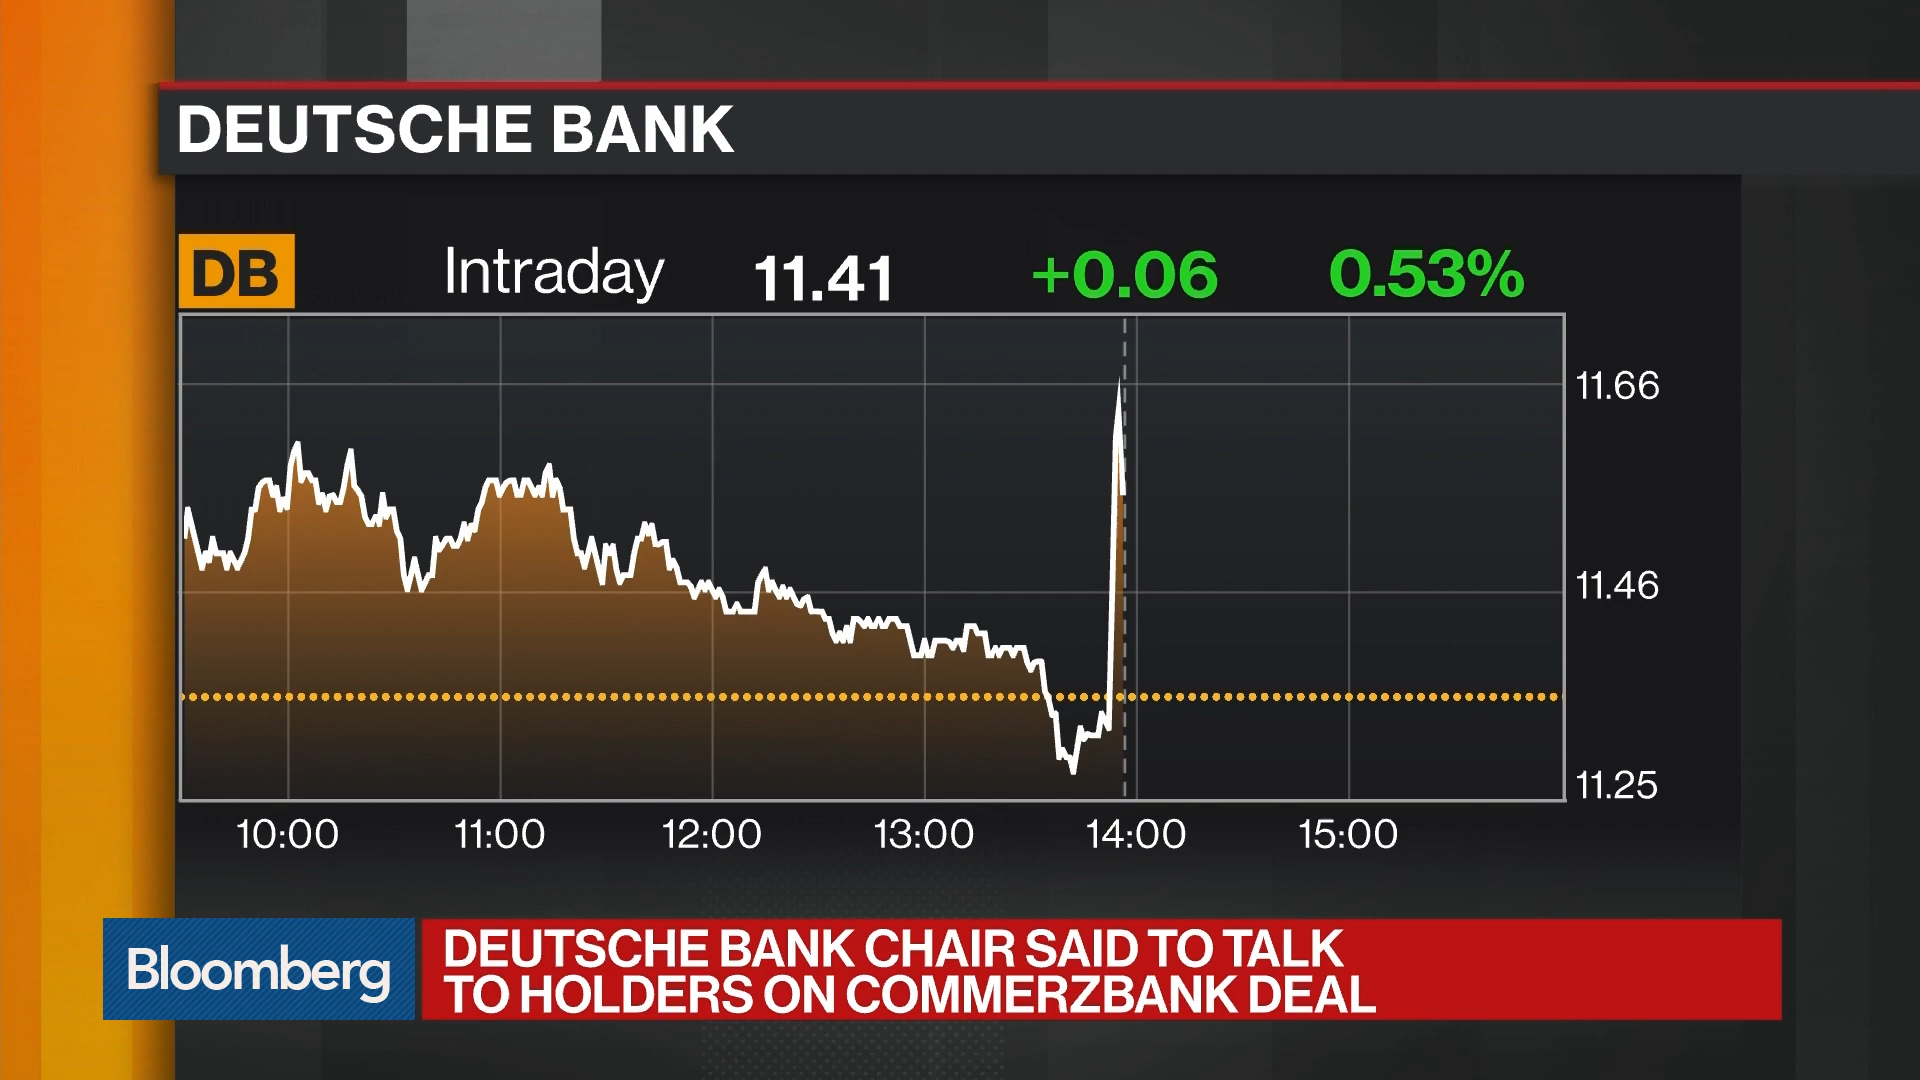 DEUTSCHE BANK
DB Intraday 11.41 +0.06 0.53%
11.66
11.46
11.25
10:00 11:00 12:00 13:00 14:00 15:00
Bloomberg
DEUTSCHE BANK CHAIR SAID TO TALK
TO HOLDERS ON COMMERZBANK DEAL